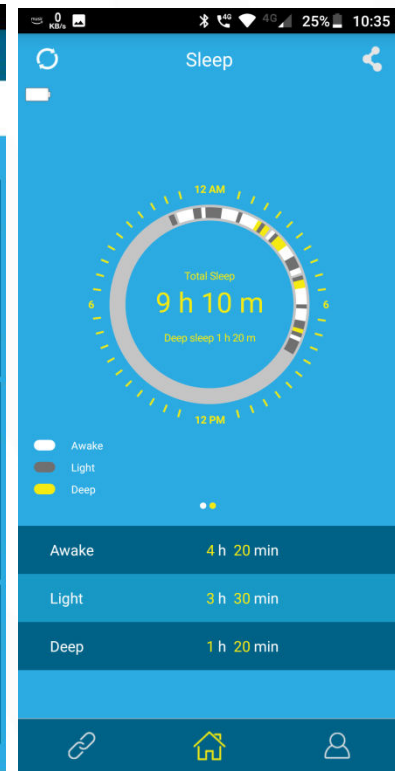 0
KB/s
4G
4G
25%
10:35
Sleep
12 AM
Total Sleep
6
9 h 10 m
6
Deep sleep 1 h 20 m
12 PM
Awake
Light
Deep
Awake 4 h 20 min
Light 3 h 30 min
Deep 1 h 20 min